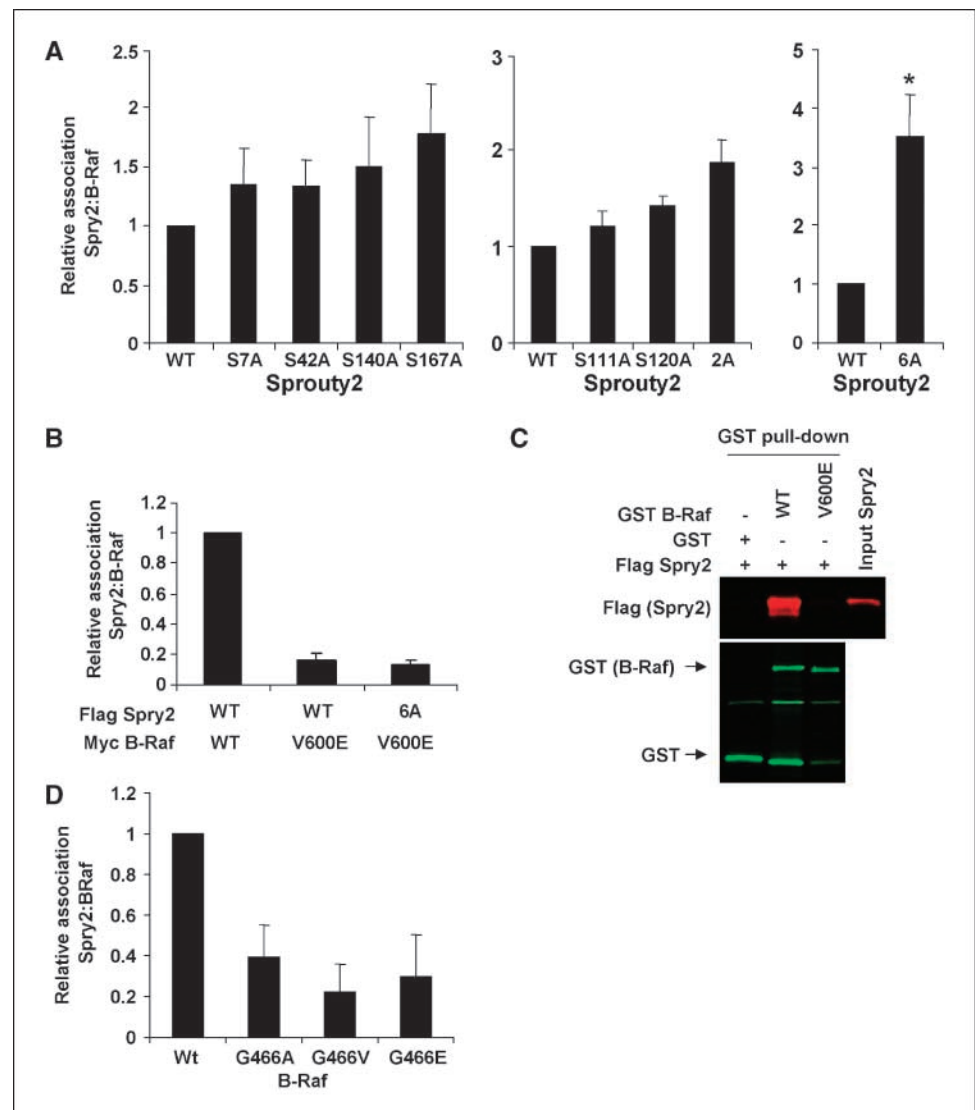 A
Relative association
Spry2:B-Raf
2.5
2
1.5
1
0.5
0
WT S7A S42A S140A S167A
Sprouty2
3
2
1
0
WT S111A S120A 2A
Sprouty2
5
4
3
2
1
0
*
WT 6A
Sprouty2
B
Relative association
Spry2:B-Raf
1.2
1
0.8
0.6
0.4
0.2
0
Flag Spry2 WT WT 6A
Myc B-Raf WT V600E V600E
C
GST pull-down
GST B-Raf - WT V600E
GST + - -
Flag Spry2 + + +
Input Spry2
Flag (Spry2)
GST (B-Raf)
GST
D
Relative association
Spry2:BRaf
1.2
1
0.8
0.6
0.4
0.2
0
Wt G466A G466V G466E
B-Raf